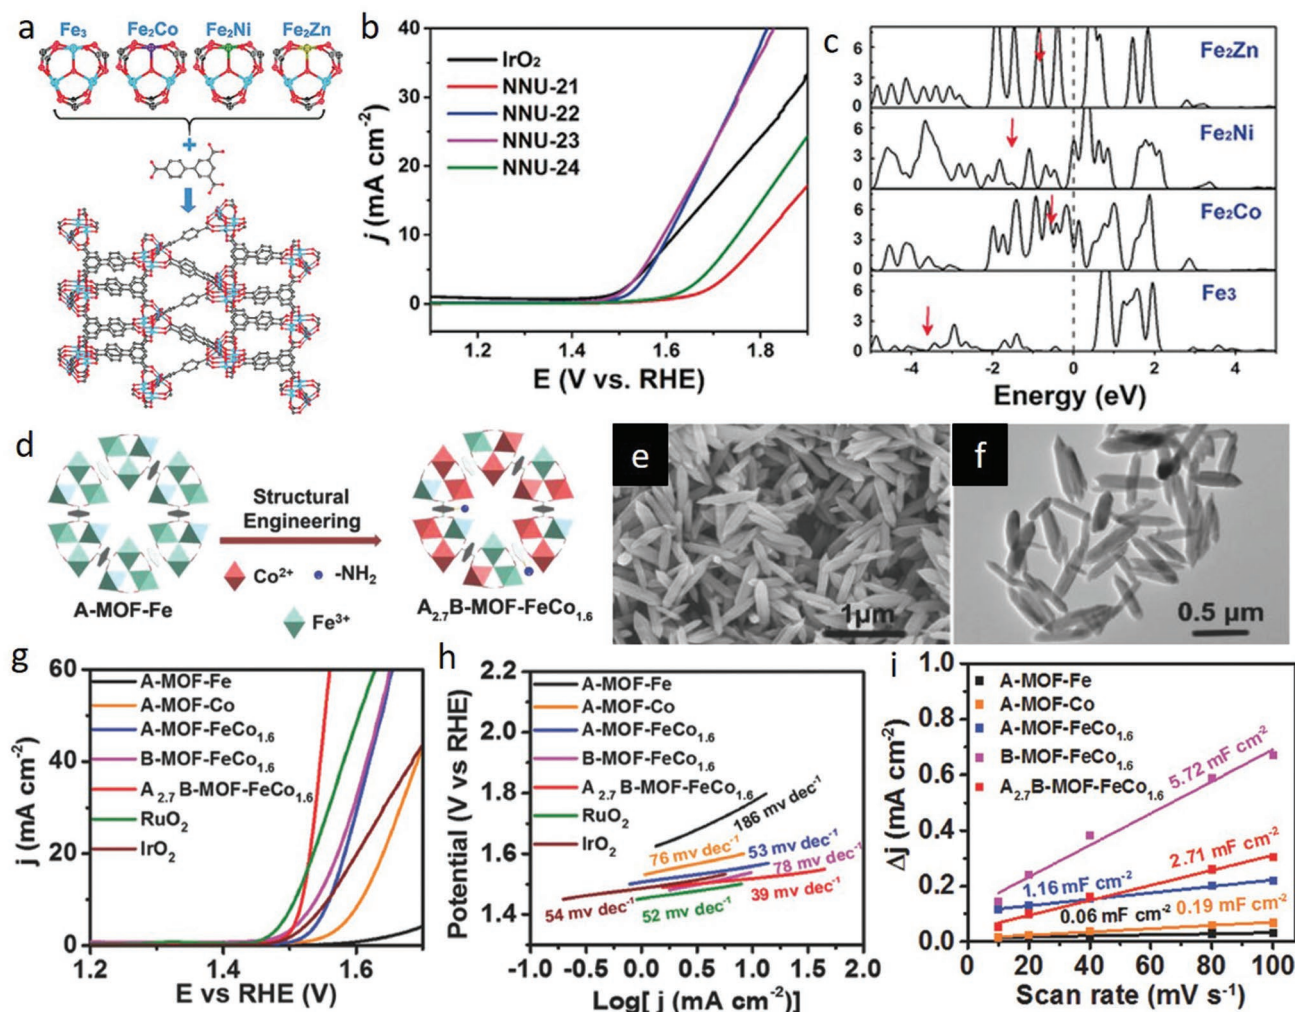 a
Fe₃ Fe₂Co Fe₂Ni Fe₂Zn
+
b
40
30
20
10
0
j (mA cm⁻²)
IrO₂
NNU-21
NNU-22
NNU-23
NNU-24
1.2 1.4 1.6 1.8
E (V vs. RHE)
c
6
3
0
Fe₂Zn
6
3
0
Fe₂Ni
6
3
0
Fe₂Co
6
3
0
Fe₃
-4 -2 0 2 4
Energy (eV)
d
Structural
Engineering
Co²⁺ -NH₂
Fe³⁺
A-MOF-Fe
A₂.₇B-MOF-FeCo₁.₆
e
1µm
f
0.5 µm
g
60
40
20
0
j (mA cm⁻²)
A-MOF-Fe
A-MOF-Co
A-MOF-FeCo₁.₆
B-MOF-FeCo₁.₆
A₂.₇B-MOF-FeCo₁.₆
RuO₂
IrO₂
1.2 1.4 1.6
E vs RHE (V)
h
2.2
2.0
1.8
1.6
1.4
Potential (V vs RHE)
A-MOF-Fe
A-MOF-Co
A-MOF-FeCo₁.₆
B-MOF-FeCo₁.₆
A₂.₇B-MOF-FeCo₁.₆
RuO₂
IrO₂
186 mv dec⁻¹
76 mv dec⁻¹
53 mv dec⁻¹
78 mv dec⁻¹
39 mv dec⁻¹
54 mv dec⁻¹
52 mv dec⁻¹
-1.0 -0.5 0.0 0.5 1.0 1.5 2.0
Log[ j (mA cm⁻²)]
i
1.0
0.8
0.6
0.4
0.2
0.0
Δj (mA cm⁻²)
A-MOF-Fe
A-MOF-Co
A-MOF-FeCo₁.₆
B-MOF-FeCo₁.₆
A₂.₇B-MOF-FeCo₁.₆
5.72 mF cm⁻²
2.71 mF cm⁻²
1.16 mF cm⁻²
0.06 mF cm⁻²
0.19 mF cm⁻²
0 20 40 60 80 100
Scan rate (mV s⁻¹)